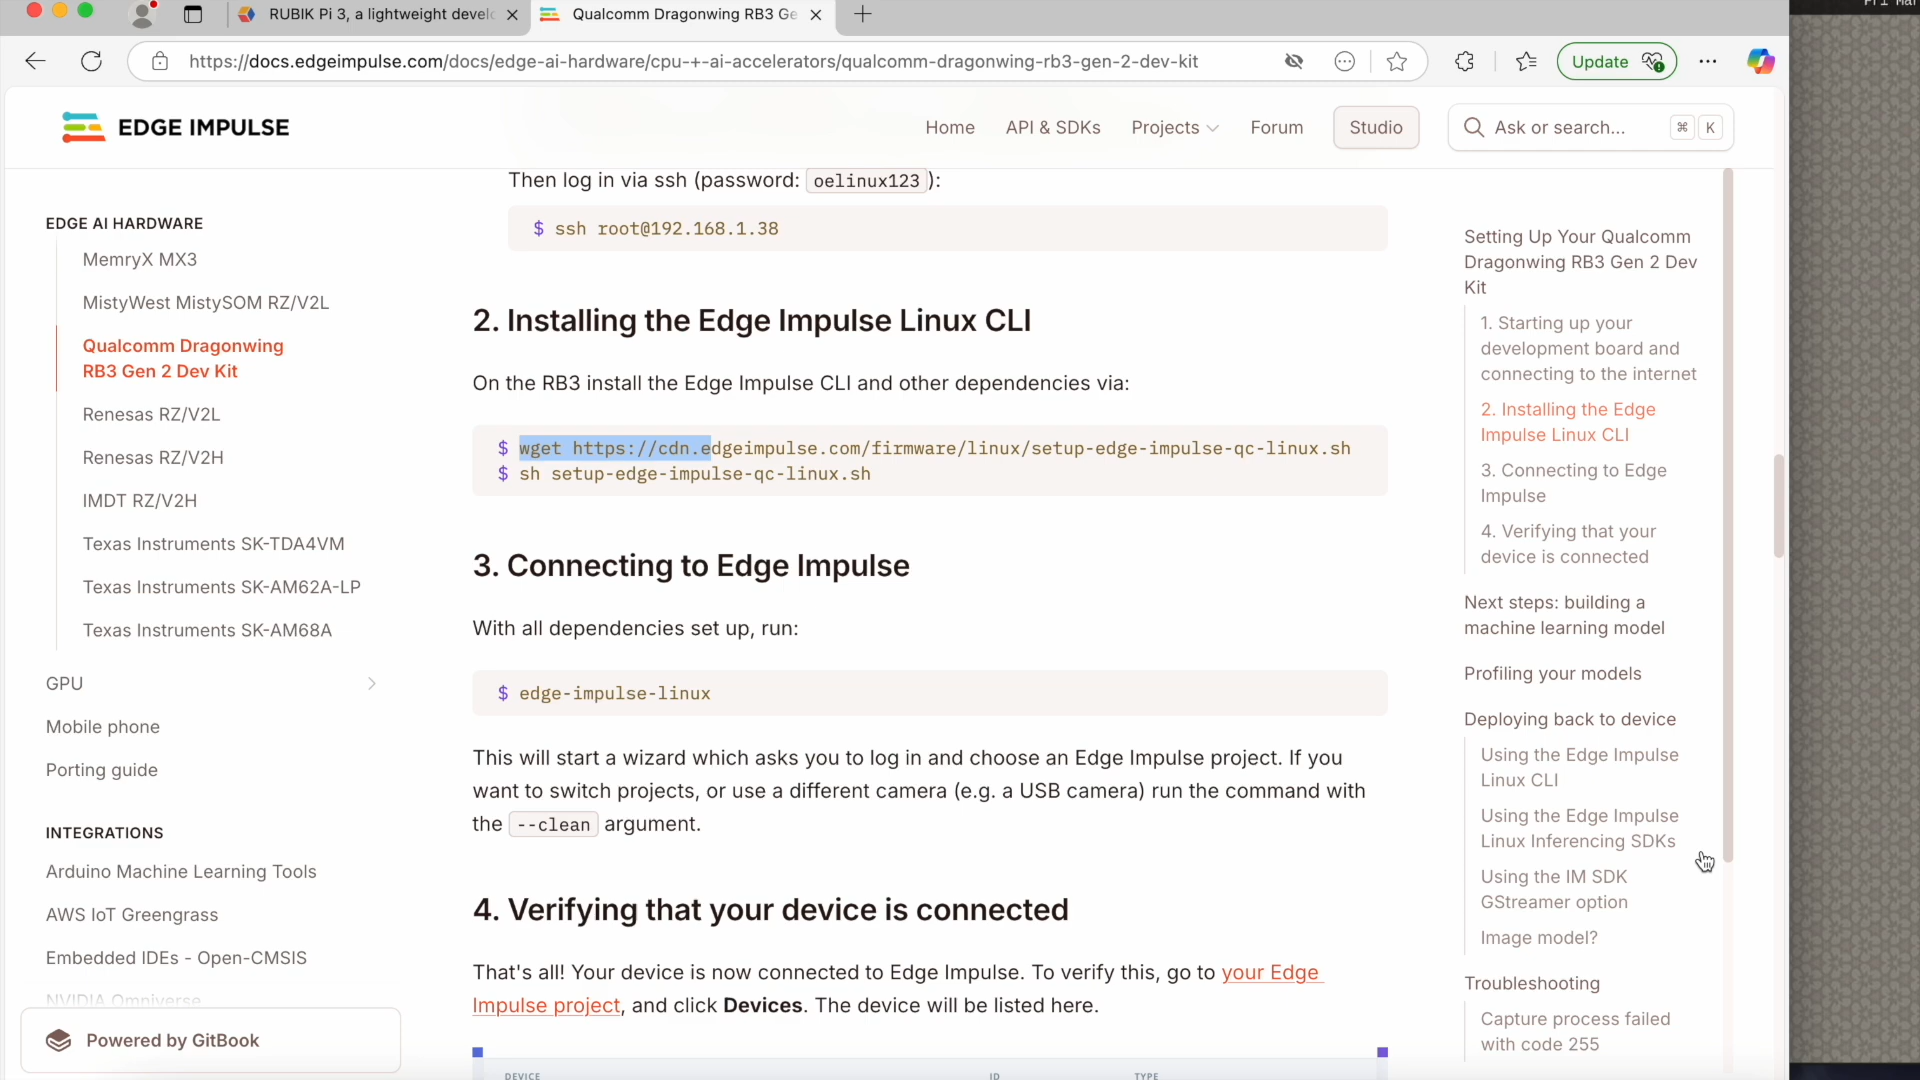 RUBIK Pi 3, a lightweight devel
Qualcomm Dragonwing RB3 Ge
https://docs.edgeimpulse.com/docs/edge-ai-hardware/cpu-+-ai-accelerators/qualcomm-dragonwing-rb3-gen-2-dev-kit
Update
EDGE IMPULSE
Home
API & SDKs
Projects
Forum
Studio
Ask or search...
⌘ K
EDGE AI HARDWARE
MemryX MX3
MistyWest MistySOM RZ/V2L
Qualcomm Dragonwing
RB3 Gen 2 Dev Kit
Renesas RZ/V2L
Renesas RZ/V2H
IMDT RZ/V2H
Texas Instruments SK-TDA4VM
Texas Instruments SK-AM62A-LP
Texas Instruments SK-AM68A
GPU
Mobile phone
Porting guide
INTEGRATIONS
Arduino Machine Learning Tools
AWS IoT Greengrass
Embedded IDEs - Open-CMSIS
NVIDIA Omniverse
Powered by GitBook
Then log in via ssh (password: oelinux123):
$ ssh root@192.168.1.38
2. Installing the Edge Impulse Linux CLI
On the RB3 install the Edge Impulse CLI and other dependencies via:
$ wget https://cdn.edgeimpulse.com/firmware/linux/setup-edge-impulse-qc-linux.sh
$ sh setup-edge-impulse-qc-linux.sh
3. Connecting to Edge Impulse
With all dependencies set up, run:
$ edge-impulse-linux
This will start a wizard which asks you to log in and choose an Edge Impulse project. If you
want to switch projects, or use a different camera (e.g. a USB camera) run the command with
the --clean argument.
4. Verifying that your device is connected
That's all! Your device is now connected to Edge Impulse. To verify this, go to your Edge
Impulse project, and click Devices. The device will be listed here.
DEVICE
ID
TYPE
Setting Up Your Qualcomm
Dragonwing RB3 Gen 2 Dev
Kit
1. Starting up your
development board and
connecting to the internet
2. Installing the Edge
Impulse Linux CLI
3. Connecting to Edge
Impulse
4. Verifying that your
device is connected
Next steps: building a
machine learning model
Profiling your models
Deploying back to device
Using the Edge Impulse
Linux CLI
Using the Edge Impulse
Linux Inferencing SDKs
Using the IM SDK
GStreamer option
Image model?
Troubleshooting
Capture process failed
with code 255